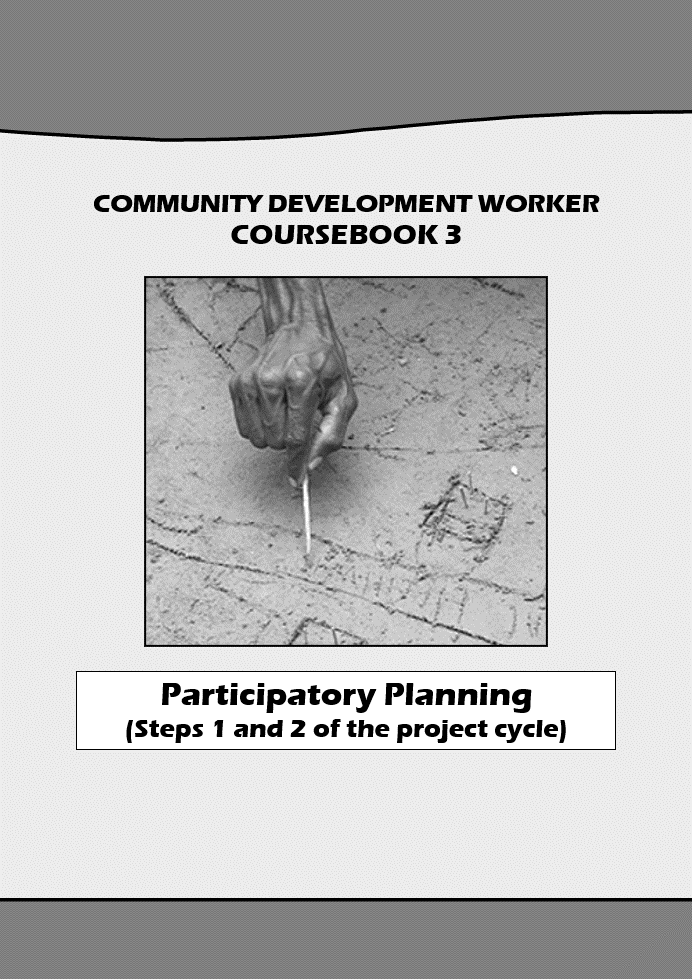 COMMUNITY DEVELOPMENT WORKER
COURSEBOOK 3
Participatory Planning
(Steps 1 and 2 of the project cycle)